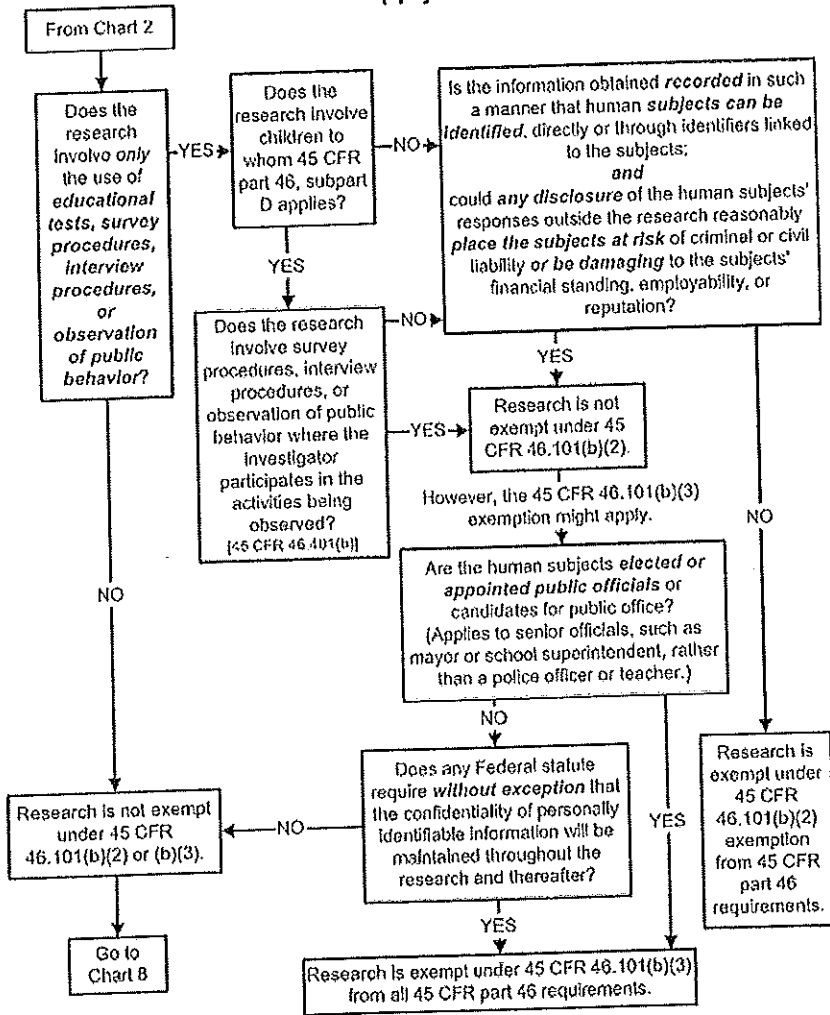 From Chart 2
Does the
research
involve only
the use of
educational
tests, survey
procedures,
interview
procedures,
or
observation
of public
behavior?
YES
Does the
research involve
children to
whom 45 CFR
part 46, subpart
D applies?
NO
Is the information obtained recorded in such
a manner that human subjects can be
identified, directly or through identifiers linked
to the subjects;
and
could any disclosure of the human subjects'
responses outside the research reasonably
place the subjects at risk of criminal or civil
liability or be damaging to the subjects'
financial standing, employability, or
reputation?
YES
Does the research
involve survey
procedures, interview
procedures, or
observation of public
behavior where the
investigator
participates in the
activities being
observed?
[45 CFR 46.401(b)]
NO
YES
YES
Research is not
exempt under 45
CFR 46.101(b)(2).
However, the 45 CFR 46.101(b)(3)
exemption might apply.
NO
Are the human subjects elected or
appointed public officials or
candidates for public office?
(Applies to senior officials, such as
mayor or school superintendent, rather
than a police officer or teacher.)
NO
NO
Does any Federal statute
require without exception that
the confidentiality of personally
identifiable information will be
maintained throughout the
research and thereafter?
YES
Research is
exempt under
45 CFR
46.101(b)(2)
exemption
from 45 CFR
part 46
requirements.
NO
Research is not exempt
under 45 CFR
46.101(b)(2) or (b)(3).
YES
Go to
Chart 8
Research is exempt under 45 CFR 46.101(b)(3)
from all 45 CFR part 46 requirements.